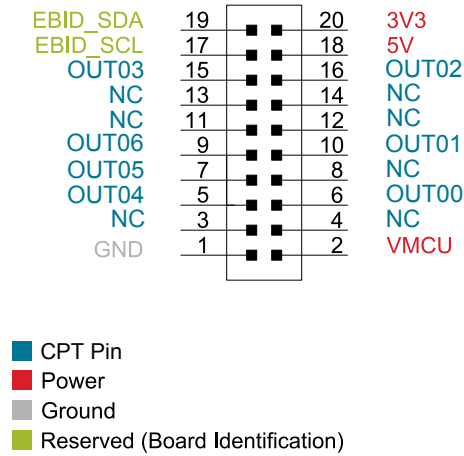 EBID_SDA 19 20 3V3
EBID_SCL 17 18 5V
OUT03 15 16 OUT02
NC 13 14 NC
NC 11 12 NC
OUT06 9 10 OUT01
OUT05 7 8 NC
OUT04 5 6 OUT00
NC 3 4 NC
GND 1 2 VMCU
CPT Pin
Power
Ground
Reserved (Board Identification)